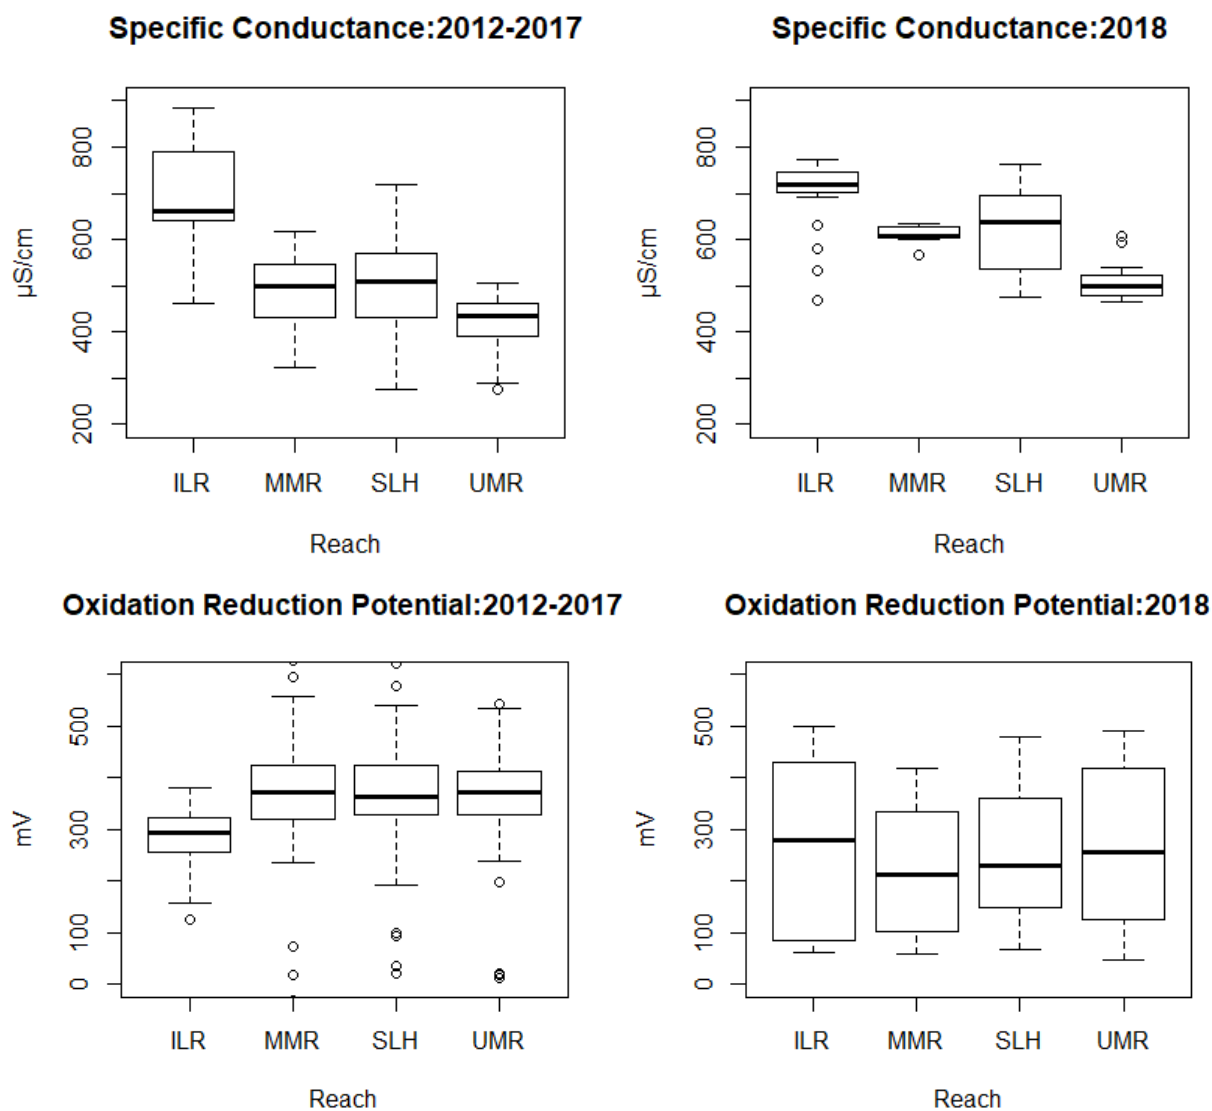 Specific Conductance:2012-2017
µS/cm
800
600
400
200
ILR MMR SLH UMR
Reach
Specific Conductance:2018
µS/cm
800
600
400
200
ILR MMR SLH UMR
Reach
Oxidation Reduction Potential:2012-2017
mV
500
300
100
0
ILR MMR SLH UMR
Reach
Oxidation Reduction Potential:2018
mV
500
300
100
0
ILR MMR SLH UMR
Reach